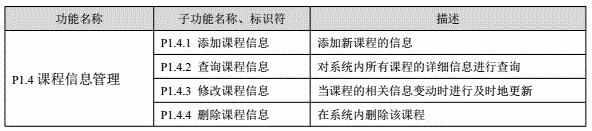 功能名称 子功能名称、标识符 描述
P1.4 课程信息管理
P1.4.1 添加课程信息 添加新课程的信息
P1.4.2 查询课程信息 对系统内所有课程的详细信息进行查询
P1.4.3 修改课程信息 当课程的相关信息变动时进行及时地更新
P1.4.4 删除课程信息 在系统内删除该课程